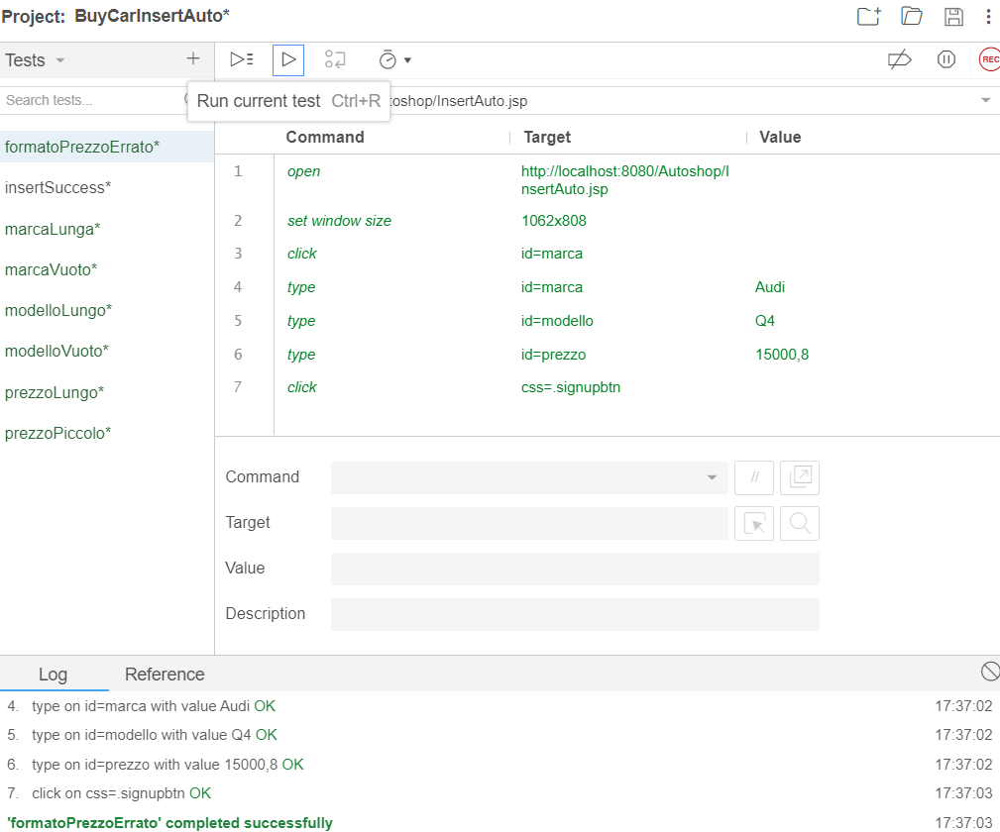 Project: BuyCarInsertAuto*
Tests
REC
Search tests...
Run current test Ctrl+R
toshop/InsertAuto.jsp
Command Target Value
formatoPrezzoErrato*
insertSuccess*
marcaLunga*
marcaVuoto*
modelloLungo*
modelloVuoto*
prezzoLungo*
prezzoPiccolo*
1 open http://localhost:8080/Autoshop/I
nsertAuto.jsp
2 set window size 1062x808
3 click id=marca
4 type id=marca Audi
5 type id=modello Q4
6 type id=prezzo 15000,8
7 click css=.signupbtn
Command //
Target
Value
Description
Log Reference
4. type on id=marca with value Audi OK 17:37:02
5. type on id=modello with value Q4 OK 17:37:02
6. type on id=prezzo with value 15000,8 OK 17:37:02
7. click on css=.signupbtn OK 17:37:03
'formatoPrezzoErrato' completed successfully 17:37:03